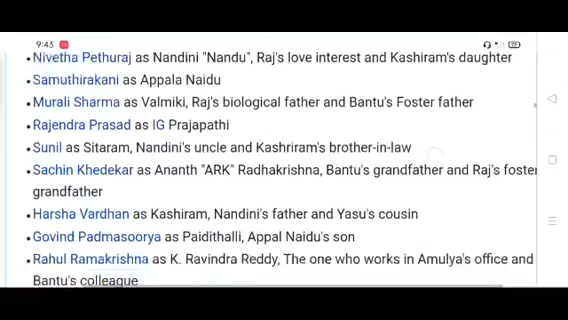 9:43
• Nivetha Pethuraj as Nandini "Nandu", Raj's love interest and Kashiram's daughter
• Samuthirakani as Appala Naidu
• Murali Sharma as Valmiki, Raj's biological father and Bantu's Foster father
• Rajendra Prasad as IG Prajapathi
• Sunil as Sitaram, Nandini's uncle and Kashriram's brother-in-law
• Sachin Khedekar as Ananth "ARK" Radhakrishna, Bantu's grandfather and Raj's foster
grandfather
• Harsha Vardhan as Kashiram, Nandini's father and Yasu's cousin
• Govind Padmasoorya as Paidithalli, Appal Naidu's son
• Rahul Ramakrishna as K. Ravindra Reddy, The one who works in Amulya's office and
Bantu's colleague